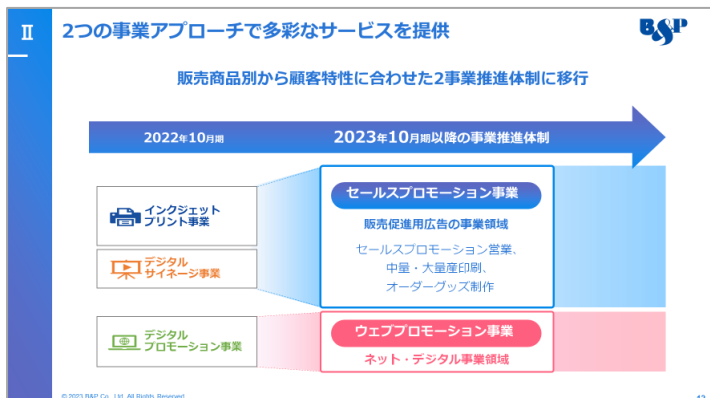 II
2つの事業アプローチで多彩なサービスを提供
B&P
販売商品別から顧客特性に合わせた2事業推進体制に移行
2022年10月期
2023年10月期以降の事業推進体制
インクジェット
プリント事業
デジタル
サイネージ事業
デジタル
プロモーション事業
セールスプロモーション事業
販売促進用広告の事業領域
セールスプロモーション営業、
中量・大量産印刷、
オーダーグッズ制作
ウェブプロモーション事業
ネット・デジタル事業領域
© 2023 B&P Co., Ltd. All Rights Reserved.